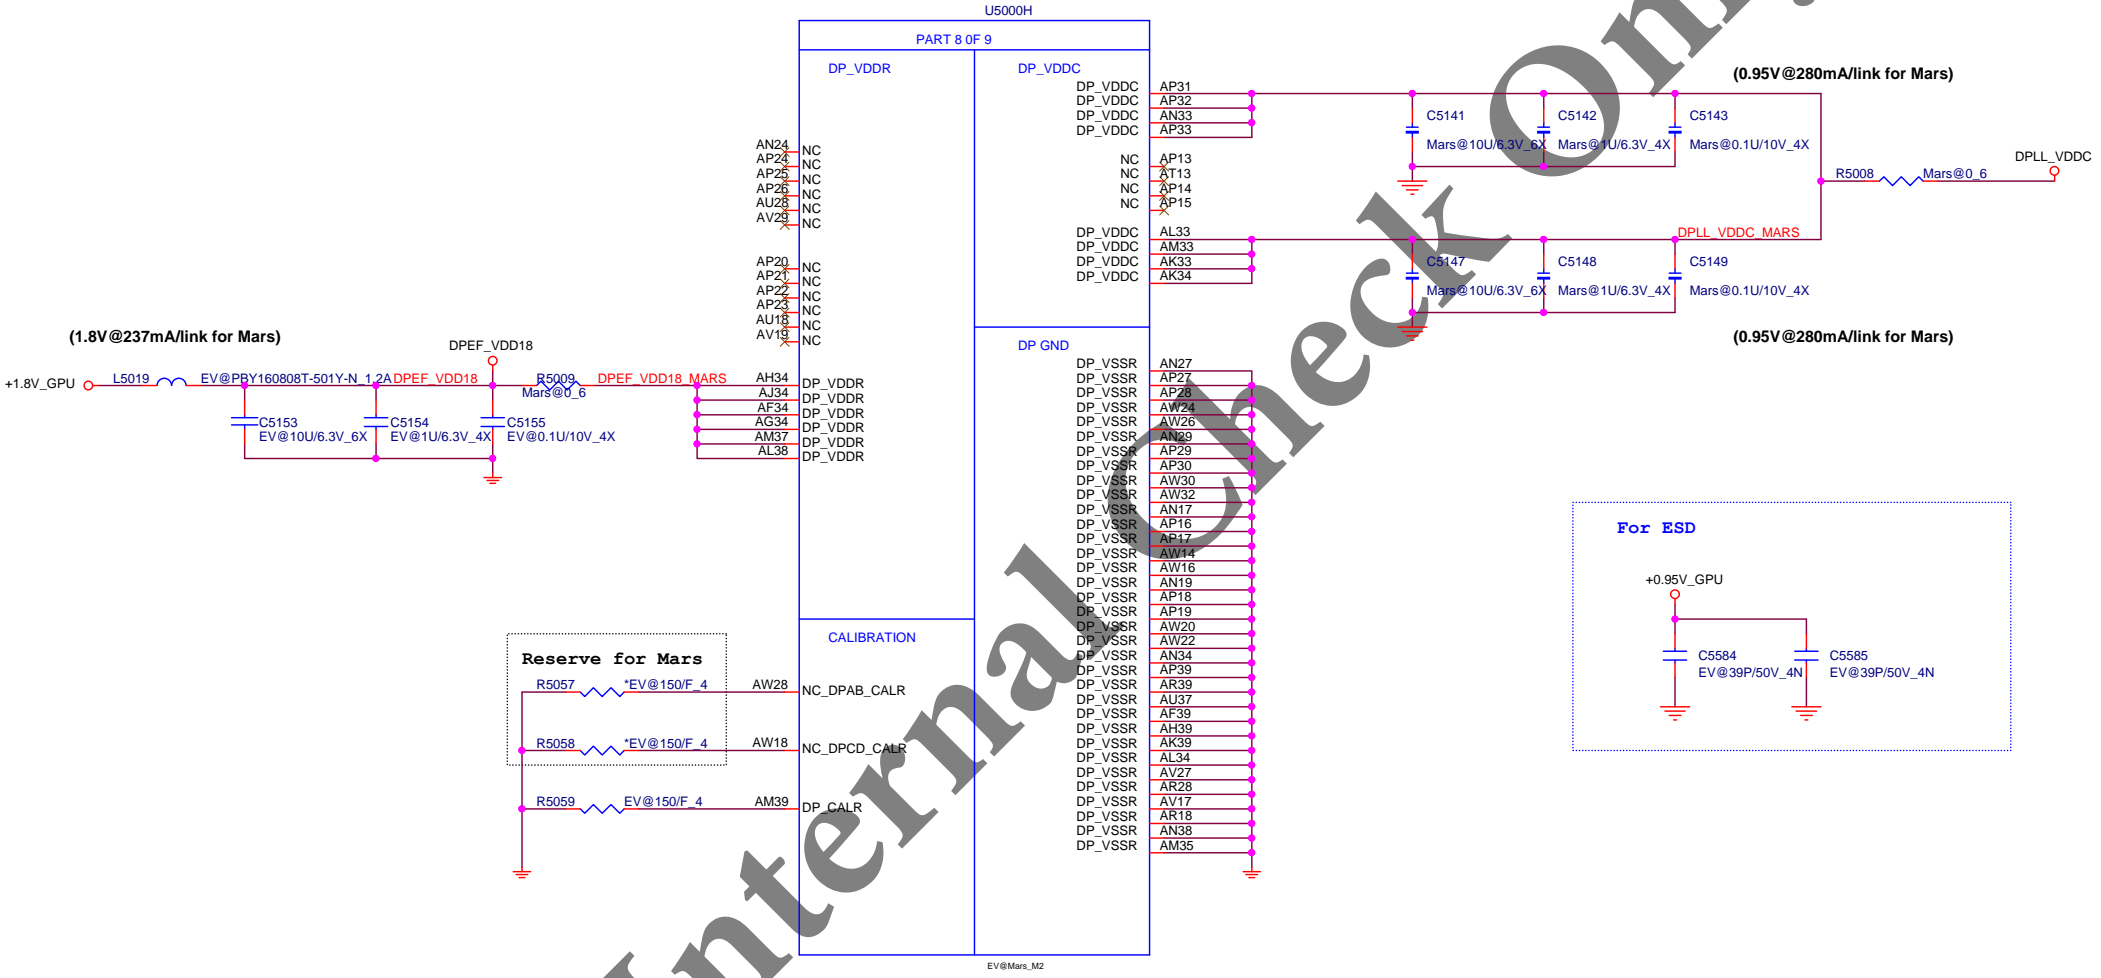 U5000H
PART 8 0F 9
DP_VDDR
DP_VDDC
(0.95V@280mA/link for Mars)
DP_VDDC AP31
DP_VDDC AP32
DP_VDDC AN33
DP_VDDC AP33
C5141
Mars@10U/6.3V_6X
C5142
Mars@1U/6.3V_4X
C5143
Mars@0.1U/10V_4X
NC AP13
NC AT13
NC AP14
NC AP15
R5008 Mars@0_6
DPLL_VDDC
DP_VDDC AL33
DP_VDDC AM33
DP_VDDC AK33
DP_VDDC AK34
DPLL_VDDC_MARS
C5147
Mars@10U/6.3V_6X
C5148
Mars@1U/6.3V_4X
C5149
Mars@0.1U/10V_4X
(0.95V@280mA/link for Mars)
AN24 NC
AP24 NC
AP25 NC
AP26 NC
AU28 NC
AV29 NC
AP20 NC
AP21 NC
AP22 NC
AP23 NC
AU18 NC
AV19 NC
(1.8V@237mA/link for Mars)
DPEF_VDD18
+1.8V_GPU L5019 EV@PBY160808T-501Y-N_1.2A DPEF_VDD18 R5009 DPEF_VDD18_MARS
Mars@0_6
AH34 DP_VDDR
AJ34 DP_VDDR
AF34 DP_VDDR
AG34 DP_VDDR
AM37 DP_VDDR
AL38 DP_VDDR
C5153
EV@10U/6.3V_6X
C5154
EV@1U/6.3V_4X
C5155
EV@0.1U/10V_4X
DP GND
DP_VSSR AN27
DP_VSSR AP27
DP_VSSR AP28
DP_VSSR AW24
DP_VSSR AW26
DP_VSSR AN29
DP_VSSR AP29
DP_VSSR AP30
DP_VSSR AW30
DP_VSSR AW32
DP_VSSR AN17
DP_VSSR AP16
DP_VSSR AP17
DP_VSSR AW14
DP_VSSR AW16
DP_VSSR AN19
DP_VSSR AP18
DP_VSSR AP19
DP_VSSR AW20
DP_VSSR AW22
DP_VSSR AN34
DP_VSSR AP39
DP_VSSR AR39
DP_VSSR AU37
DP_VSSR AF39
DP_VSSR AH39
DP_VSSR AK39
DP_VSSR AL34
DP_VSSR AV27
DP_VSSR AR28
DP_VSSR AV17
DP_VSSR AR18
DP_VSSR AN38
DP_VSSR AM35
CALIBRATION
Reserve for Mars
R5057 *EV@150/F_4 AW28 NC_DPAB_CALR
R5058 *EV@150/F_4 AW18 NC_DPCD_CALR
R5059 EV@150/F_4 AM39 DP_CALR
For ESD
+0.95V_GPU
C5584
EV@39P/50V_4N
C5585
EV@39P/50V_4N
EV@Mars_M2
Internal Check Only